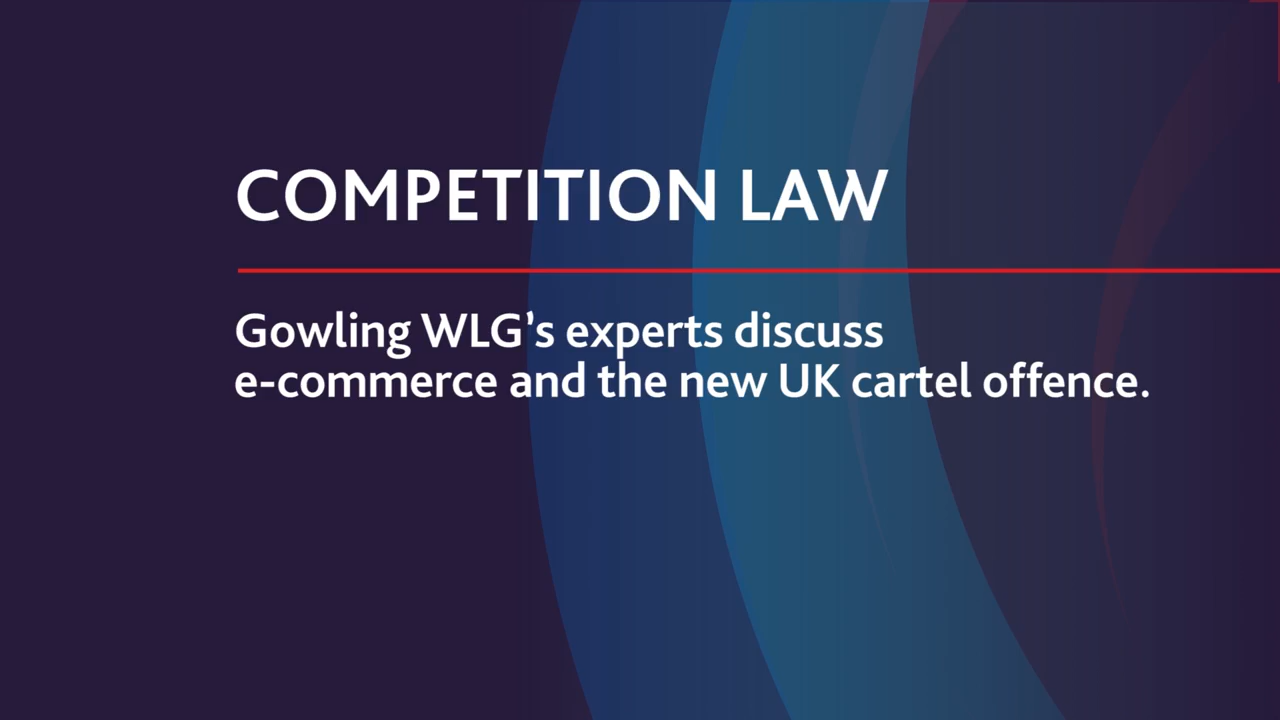 COMPETITION LAW
Gowling WLG's experts discuss
e-commerce and the new UK cartel offence.